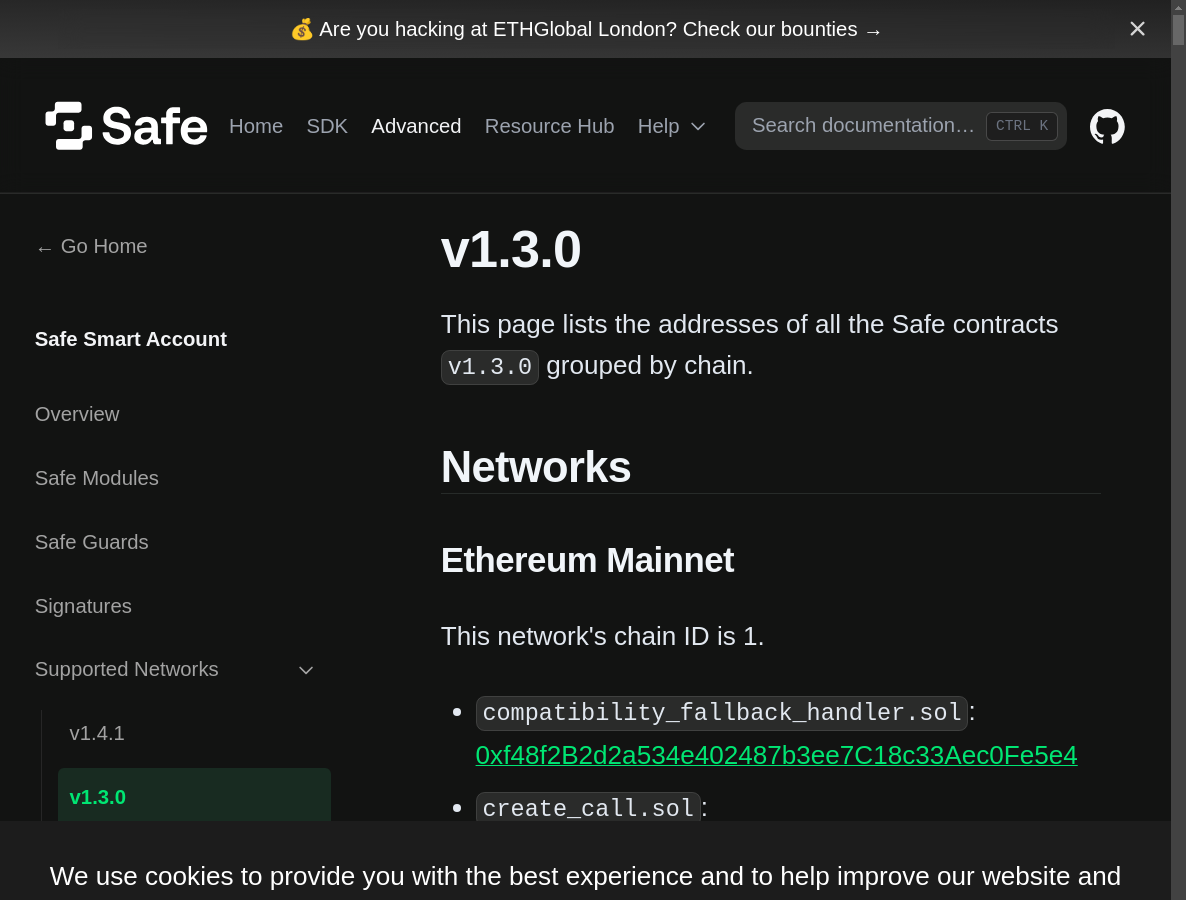 💰 Are you hacking at ETHGlobal London? Check our bounties →
Safe Home SDK Advanced Resource Hub Help Search documentation… CTRL K
← Go Home
Safe Smart Account
Overview
Safe Modules
Safe Guards
Signatures
Supported Networks
v1.4.1
v1.3.0
v1.3.0
This page lists the addresses of all the Safe contracts
v1.3.0 grouped by chain.
Networks
Ethereum Mainnet
This network's chain ID is 1.
• compatibility_fallback_handler.sol:
0xf48f2B2d2a534e402487b3ee7C18c33Aec0Fe5e4
• create_call.sol:
We use cookies to provide you with the best experience and to help improve our website and